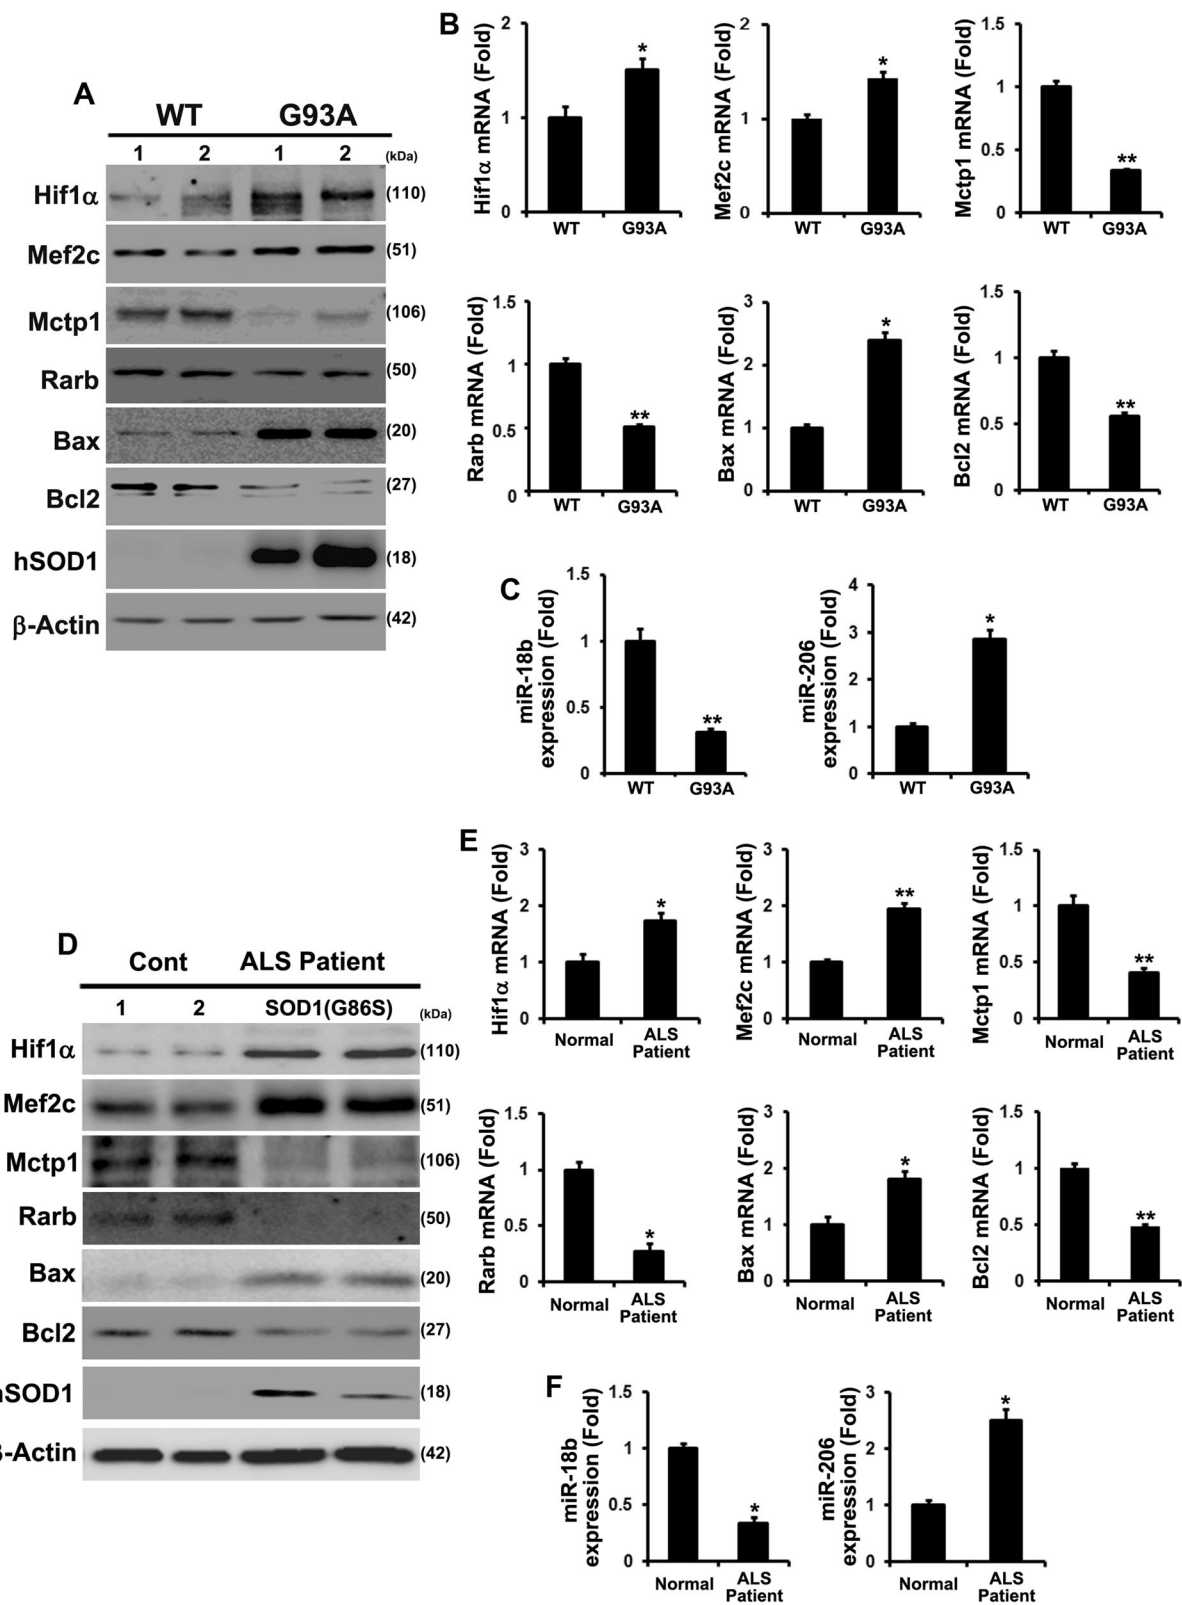 A
WT G93A
1 2 1 2 (kDa)
Hif1α (110)
Mef2c (51)
Mctp1 (106)
Rarb (50)
Bax (20)
Bcl2 (27)
hSOD1 (18)
β-Actin (42)
B
Hif1α mRNA (Fold)
2
1
0
*
WT G93A
Mef2c mRNA (Fold)
2
1
0
*
WT G93A
Mctp1 mRNA (Fold)
1.5
1
0.5
0
**
WT G93A
Rarb mRNA (Fold)
1.5
1
0.5
0
**
WT G93A
Bax mRNA (Fold)
3
2
1
0
*
WT G93A
Bcl2 mRNA (Fold)
1.5
1
0.5
0
**
WT G93A
C
miR-18b
expression (Fold)
1.5
1
0.5
0
**
WT G93A
miR-206
expression (Fold)
4
3
2
1
0
*
WT G93A
D
Cont ALS Patient
1 2 SOD1(G86S) (kDa)
Hif1α (110)
Mef2c (51)
Mctp1 (106)
Rarb (50)
Bax (20)
Bcl2 (27)
SOD1 (18)
-Actin (42)
E
Hif1α mRNA (Fold)
3
2
1
0
*
Normal ALS
Patient
Mef2c mRNA (Fold)
3
2
1
0
**
Normal ALS
Patient
Mctp1 mRNA (Fold)
1.5
1
0.5
0
**
Normal ALS
Patient
Rarb mRNA (Fold)
1.5
1
0.5
0
*
Normal ALS
Patient
Bax mRNA (Fold)
3
2
1
0
*
Normal ALS
Patient
Bcl2 mRNA (Fold)
1.5
1
0.5
0
**
Normal ALS
Patient
F
miR-18b
expression (Fold)
1.5
1
0.5
0
*
Normal ALS
Patient
miR-206
expression (Fold)
3
2
1
0
*
Normal ALS
Patient